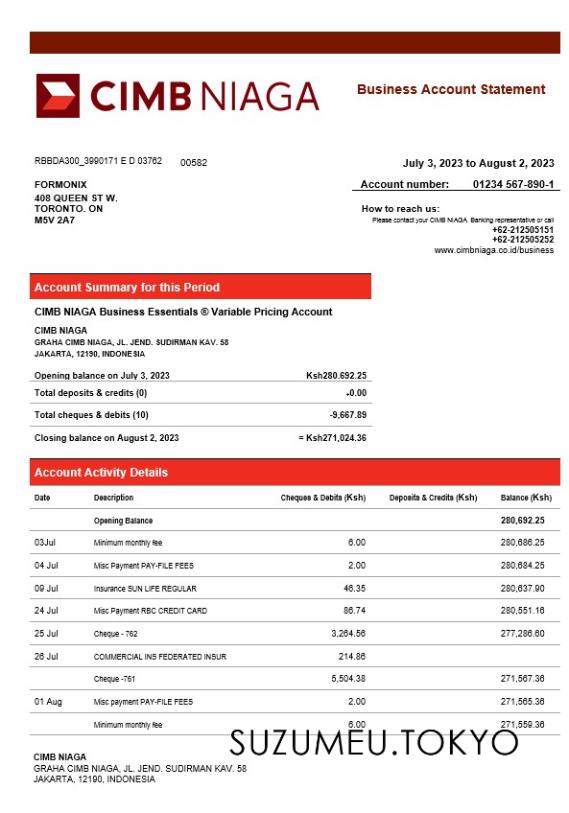 CIMB NIAGA
Business Account Statement
RBBDA300_3990171 E D 03762 00582
July 3, 2023 to August 2, 2023
FORMONIX
408 QUEEN ST W.
TORONTO. ON
M5V 2A7
Account number: 01234 567-890-1
How to reach us:
Please contact your CIMB NIAGA Banking representative or call
+62-212505151
+62-212505252
www.cimbniaga.co.id/business
Account Summary for this Period
CIMB NIAGA Business Essentials ® Variable Pricing Account
CIMB NIAGA
GRAHA CIMB NIAGA, JL. JEND. SUDIRMAN KAV. 58
JAKARTA, 12190, INDONESIA
Opening balance on July 3, 2023 Ksh280.692.25
Total deposits & credits (0) -0.00
Total cheques & debits (10) -9,667.89
Closing balance on August 2, 2023 = Ksh271,024.36
Account Activity Details
Date Description Cheques & Debits (Ksh) Deposits & Credits (Ksh) Balance (Ksh)
Opening Balance 280,692.25
03Jul Minimum monthly fee 6.00 280,686.25
04 Jul Misc Payment PAY-FILE FEES 2.00 280,684.25
09 Jul Insurance SUN LIFE REGULAR 46.35 280,637.90
24 Jul Misc Payment RBC CREDIT CARD 86.74 280,551.16
25 Jul Cheque - 762 3,264.56 277,286.60
26 Jul COMMERCIAL INS FEDERATED INSUR 214.86
Cheque -761 5,504.38 271,567.36
01 Aug Misc payment PAY-FILE FEES 2.00 271,565.36
Minimum monthly fee 6.00 271,559.36
SUZUMEU.TOKYO
CIMB NIAGA
GRAHA CIMB NIAGA, JL. JEND. SUDIRMAN KAV. 58
JAKARTA, 12190, INDONESIA